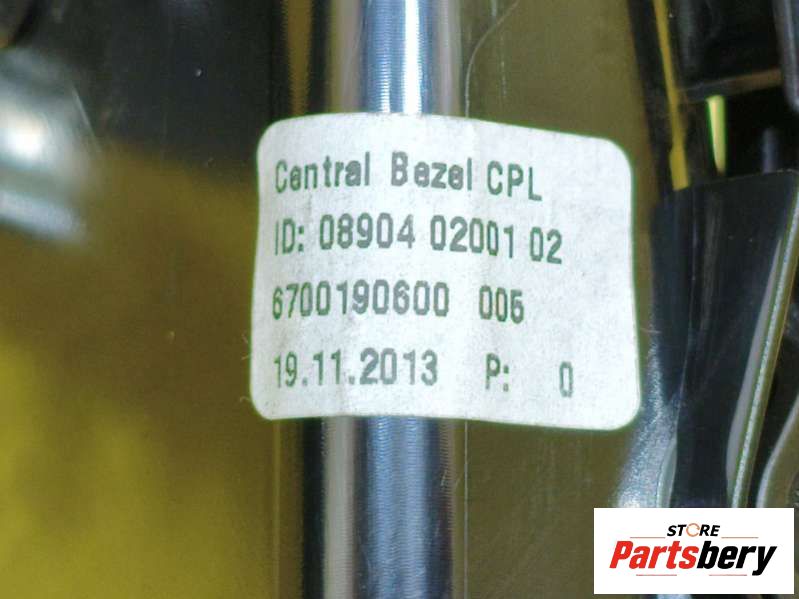 Central Bezel CPL
ID: 08904 02001 02
6700190600 005
19.11.2013 P: 0
STORE
Partsbery